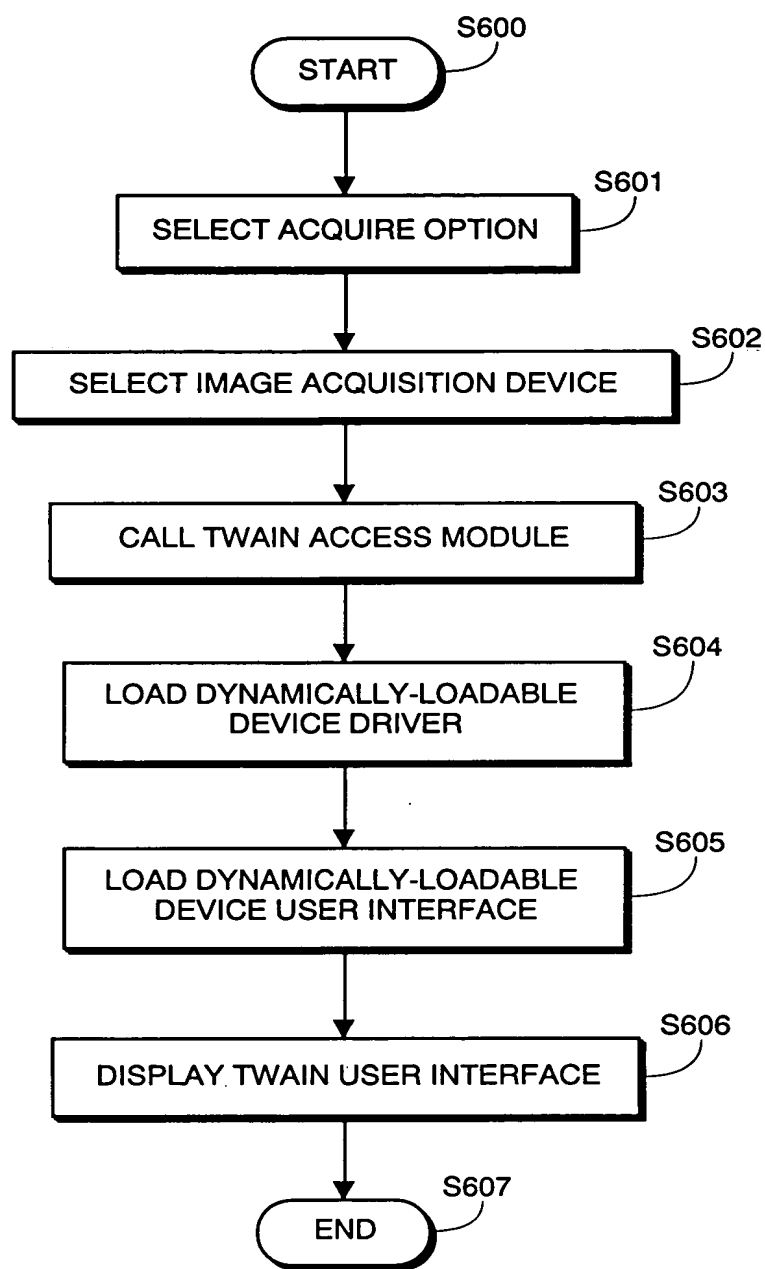 S600
START
S601
SELECT ACQUIRE OPTION
S602
SELECT IMAGE ACQUISITION DEVICE
S603
CALL TWAIN ACCESS MODULE
S604
LOAD DYNAMICALLY-LOADABLE
DEVICE DRIVER
S605
LOAD DYNAMICALLY-LOADABLE
DEVICE USER INTERFACE
S606
DISPLAY TWAIN USER INTERFACE
S607
END